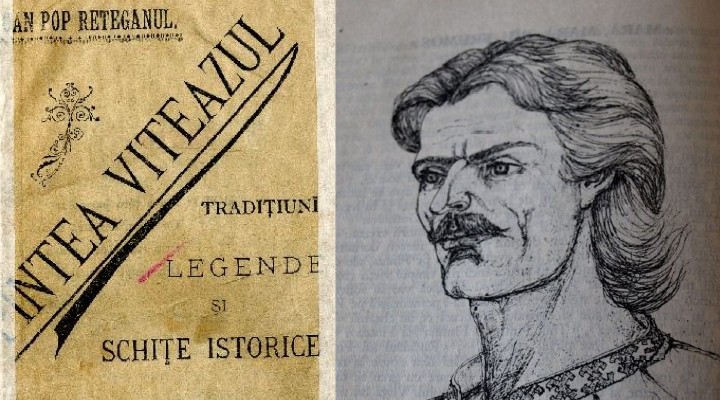 AN POP RETEGANUL.
INTEA VITEAZUL
TRADIȚIUNI
LEGENDE
ȘI
SCHIȚE ISTORICE